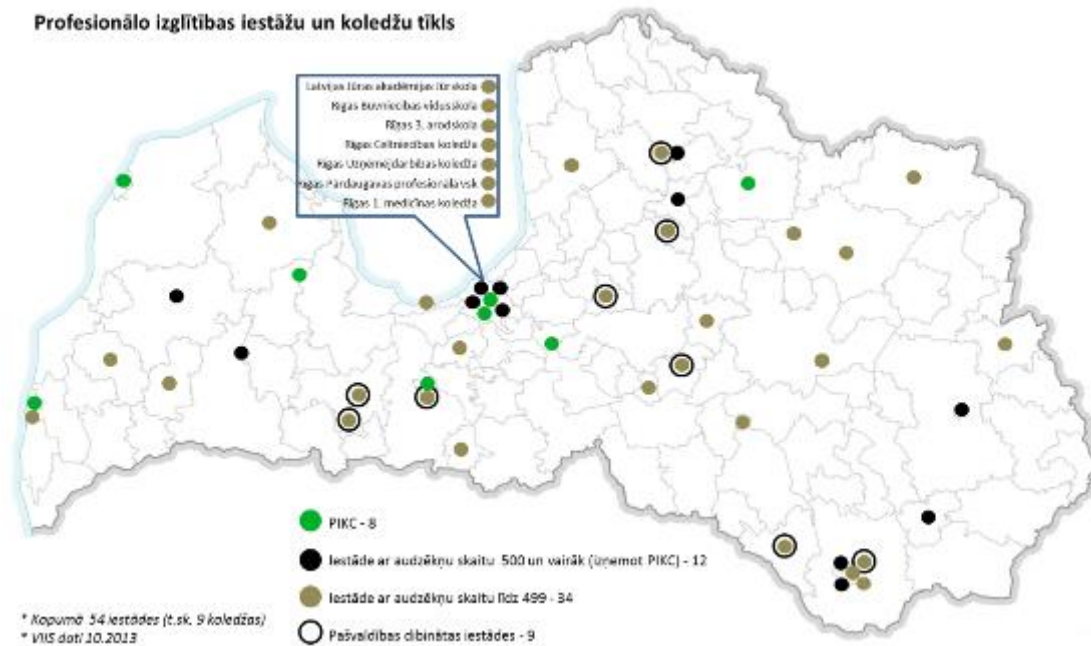 Profesionālo izglītības iestāžu un koledžu tīkls
Latvijas Jūras akadēmijas Jūrskola
Rīgas Būvniecības vidusskola
Rīgas 3. arodskola
Rīgas Celtniecības koledža
Rīgas Uzņēmējdarbības koledža
Rīgas Pārdaugavas profesionālā vsk
Rīgas 1. medicīnas koledža
PIKC - 8
Iestāde ar audzēkņu skaitu 500 un vairāk (izņemot PIKC) - 12
Iestāde ar audzēkņu skaitu līdz 499 - 34
Pašvaldības dibinātas iestādes - 9
* Kopumā 54 iestādes (t.sk. 9 koledžas)
* VIIS dati 10.2013